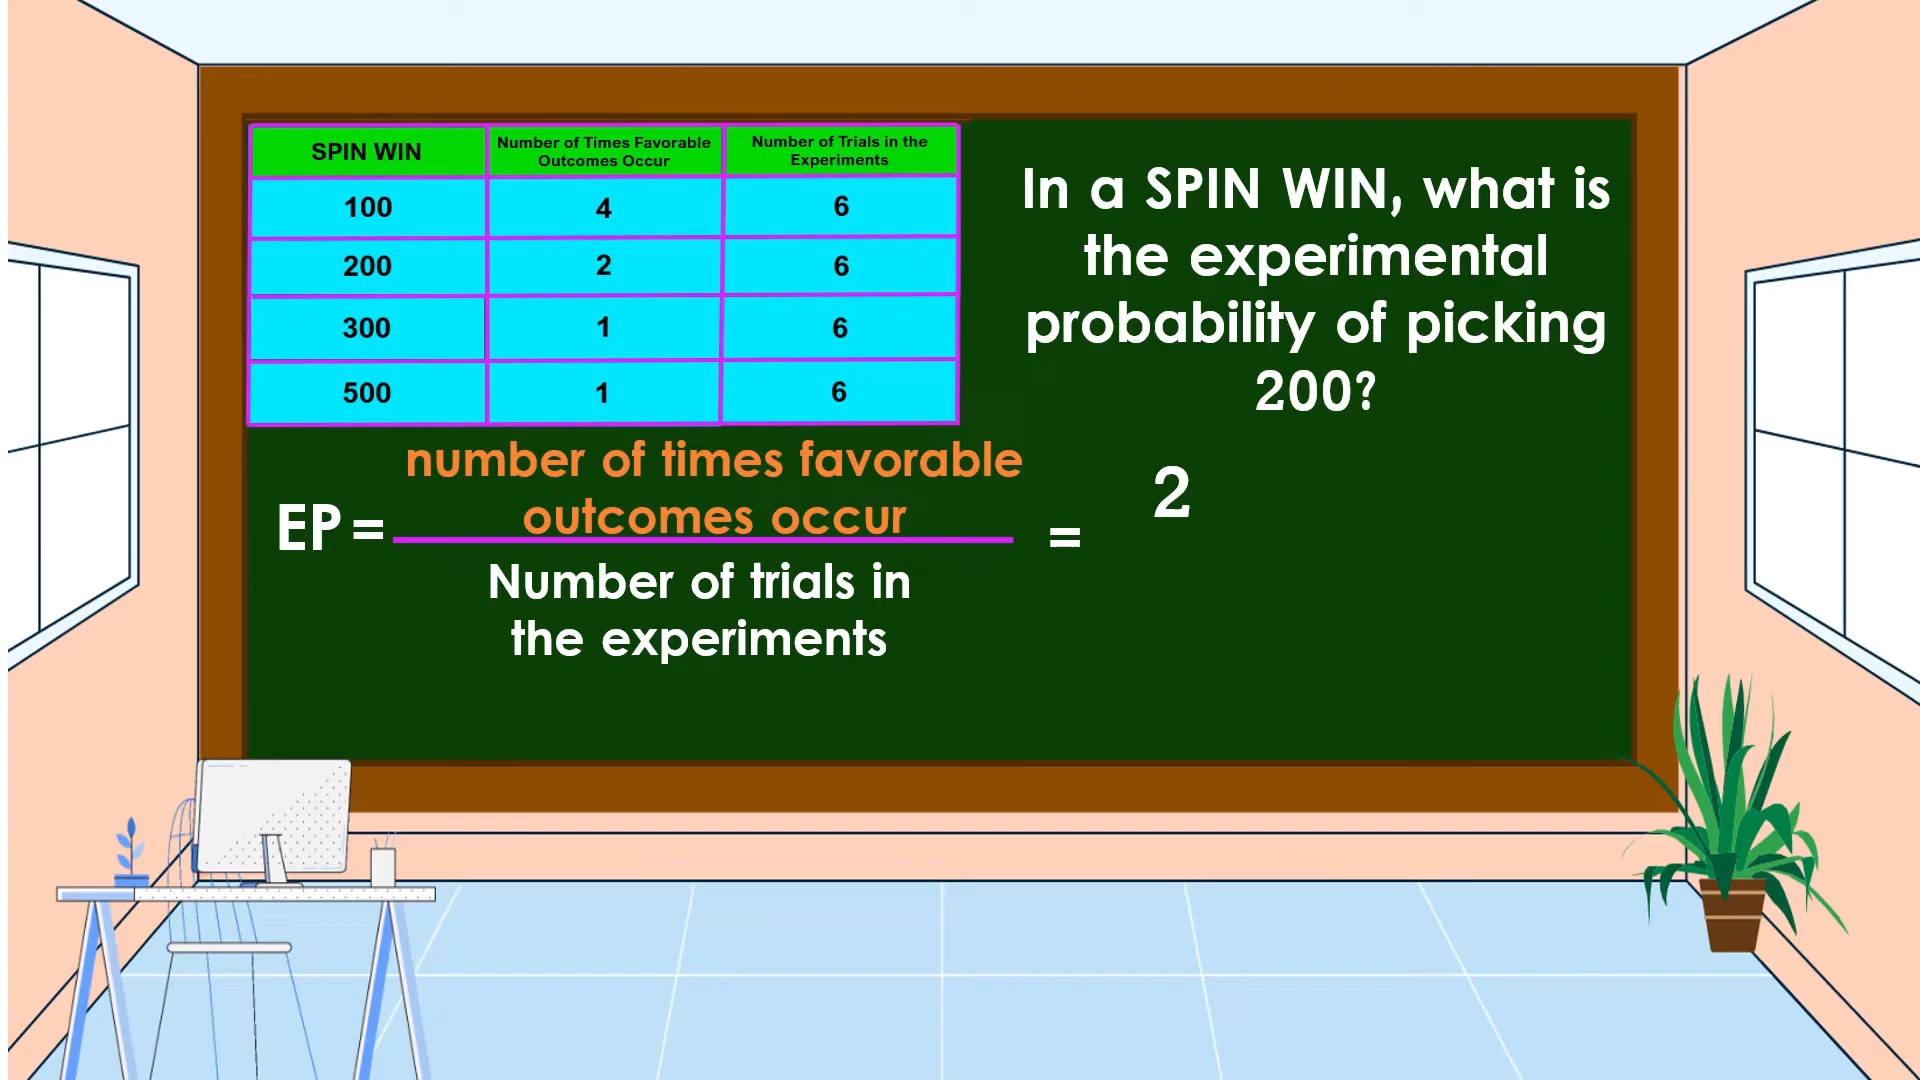 SPIN WIN
Number of Times Favorable
Outcomes Occur
Number of Trials in the
Experiments
100 4 6
200 2 6
300 1 6
500 1 6
In a SPIN WIN, what is
the experimental
probability of picking
200?
number of times favorable
outcomes occur
EP = = 2
Number of trials in
the experiments